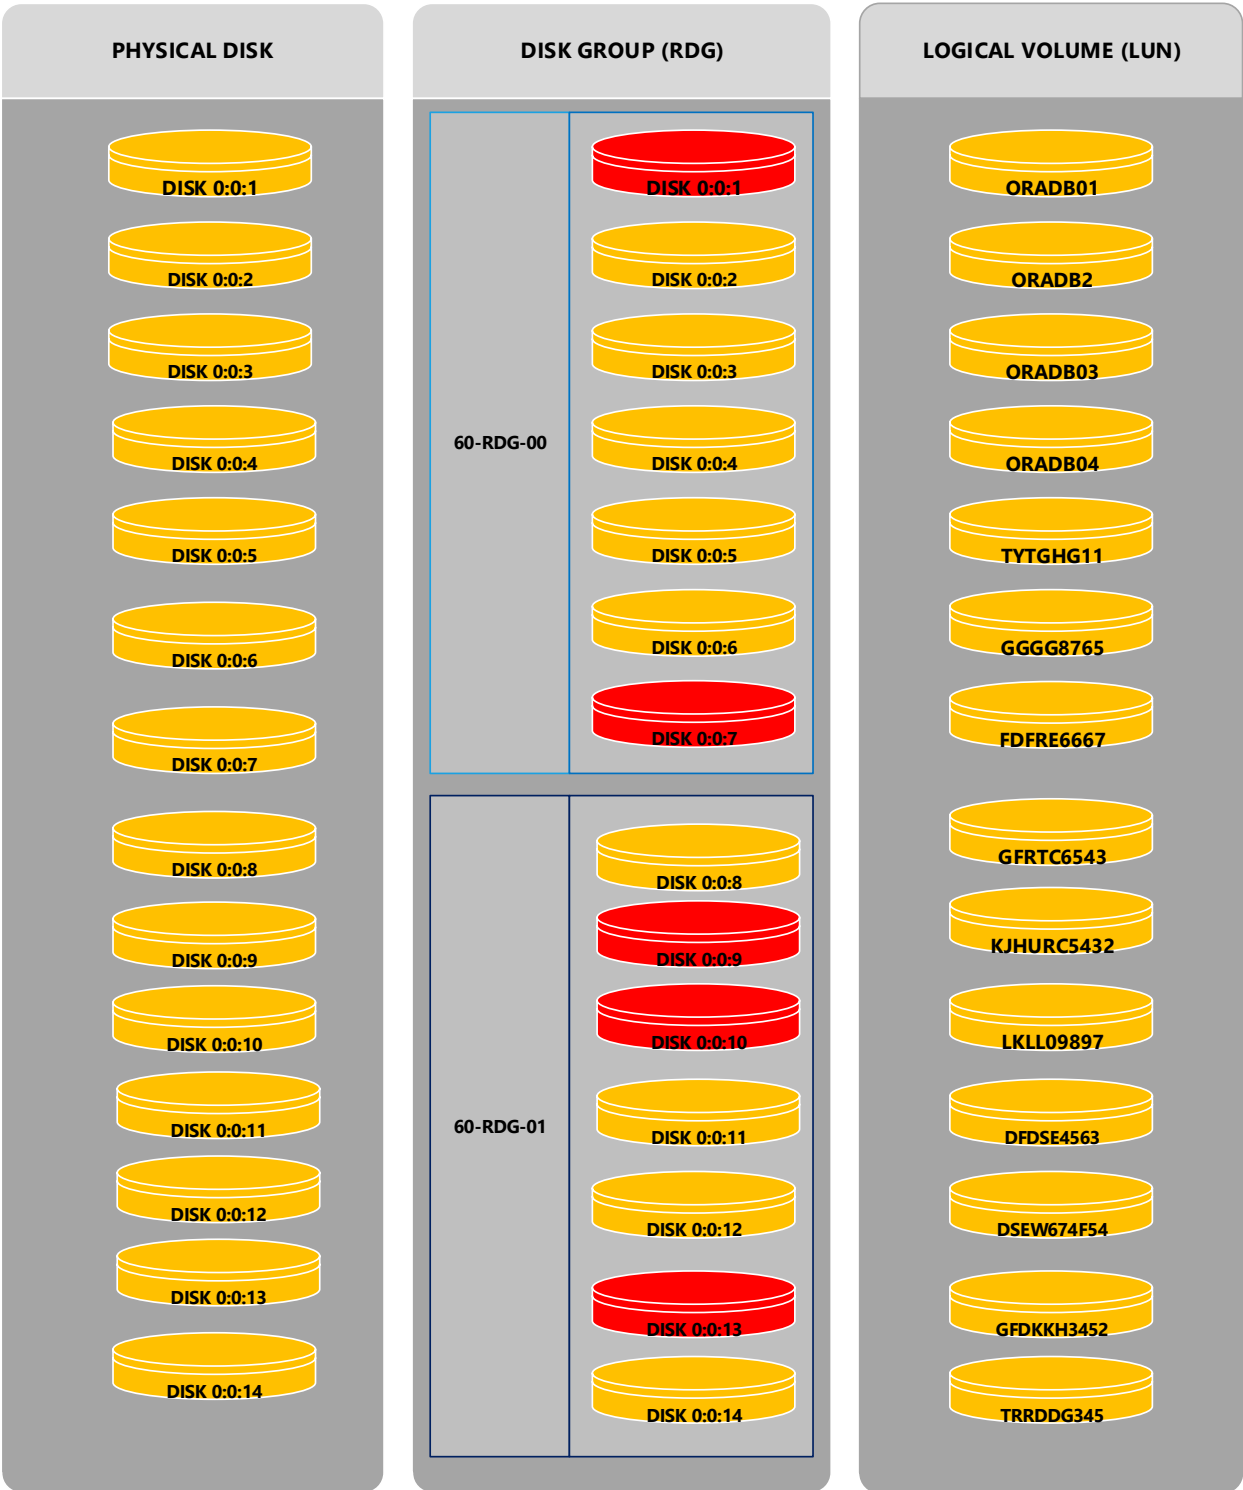 PHYSICAL DISK
DISK 0:0:1
DISK 0:0:2
DISK 0:0:3
DISK 0:0:4
DISK 0:0:5
DISK 0:0:6
DISK 0:0:7
DISK 0:0:8
DISK 0:0:9
DISK 0:0:10
DISK 0:0:11
DISK 0:0:12
DISK 0:0:13
DISK 0:0:14
DISK GROUP (RDG)
60-RDG-00
DISK 0:0:1
DISK 0:0:2
DISK 0:0:3
DISK 0:0:4
DISK 0:0:5
DISK 0:0:6
DISK 0:0:7
60-RDG-01
DISK 0:0:8
DISK 0:0:9
DISK 0:0:10
DISK 0:0:11
DISK 0:0:12
DISK 0:0:13
DISK 0:0:14
LOGICAL VOLUME (LUN)
ORADB01
ORADB2
ORADB03
ORADB04
TYTGHG11
GGGG8765
FDFRE6667
GFRTC6543
KJHURC5432
LKLL09897
DFDSE4563
DSEW674F54
GFDKKH3452
TRRDDG345